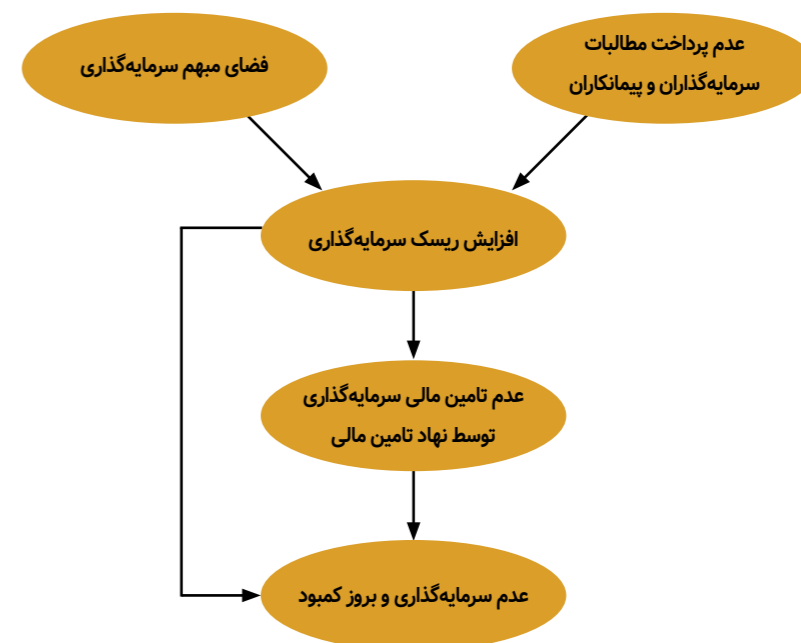 عدم پرداخت مطالبات
سرمایه‌گذاران و پیمانکاران
فضای مبهم سرمایه‌گذاری
افزایش ریسک سرمایه‌گذاری
عدم تامین مالی سرمایه‌گذاری
توسط نهاد تامین مالی
عدم سرمایه‌گذاری و بروز کمبود